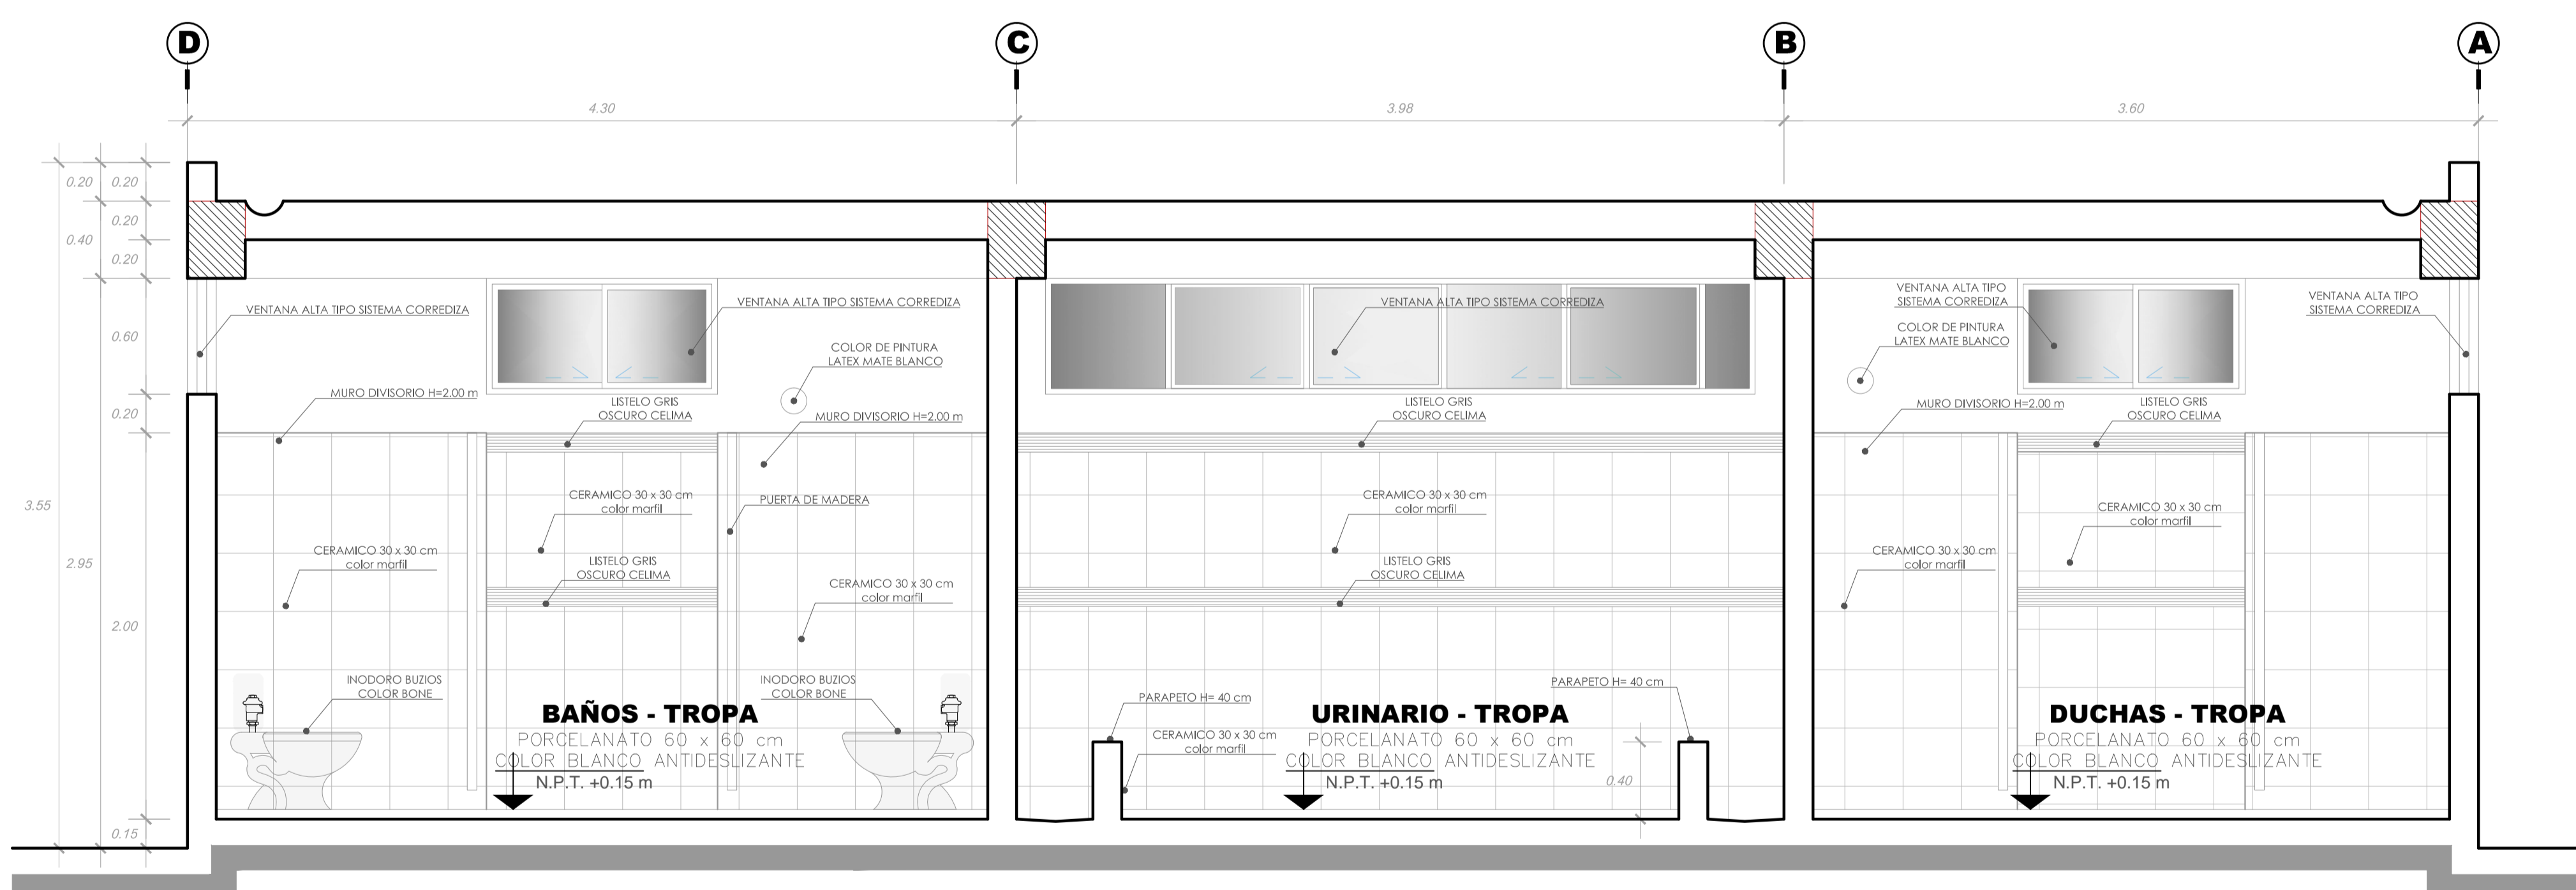 D
C
B
A
4.30
3.98
3.60
0.20
0.20
0.20
0.40
0.20
0.60
0.20
3.55
2.95
2.00
0.15
VENTANA ALTA TIPO SISTEMA CORREDIZA
VENTANA ALTA TIPO SISTEMA CORREDIZA
COLOR DE PINTURA
LATEX MATE BLANCO
MURO DIVISORIO H=2.00 m
LISTELO GRIS
OSCURO CELIMA
MURO DIVISORIO H=2.00 m
CERAMICO 30 x 30 cm
color marfil
PUERTA DE MADERA
CERAMICO 30 x 30 cm
color marfil
LISTELO GRIS
OSCURO CELIMA
CERAMICO 30 x 30 cm
color marfil
INODORO BUZIOS
COLOR BONE
INODORO BUZIOS
COLOR BONE
BAÑOS - TROPA
PORCELANATO 60 x 60 cm
COLOR BLANCO ANTIDESLIZANTE
N.P.T. +0.15 m
VENTANA ALTA TIPO SISTEMA CORREDIZA
LISTELO GRIS
OSCURO CELIMA
CERAMICO 30 x 30 cm
color marfil
LISTELO GRIS
OSCURO CELIMA
PARAPETO H= 40 cm
PARAPETO H= 40 cm
CERAMICO 30 x 30 cm
color marfil
URINARIO - TROPA
PORCELANATO 60 x 60 cm
COLOR BLANCO ANTIDESLIZANTE
N.P.T. +0.15 m
0.40
VENTANA ALTA TIPO
SISTEMA CORREDIZA
VENTANA ALTA TIPO
SISTEMA CORREDIZA
COLOR DE PINTURA
LATEX MATE BLANCO
MURO DIVISORIO H=2.00 m
LISTELO GRIS
OSCURO CELIMA
CERAMICO 30 x 30 cm
color marfil
CERAMICO 30 x 30 cm
color marfil
DUCHAS - TROPA
PORCELANATO 60 x 60 cm
COLOR BLANCO ANTIDESLIZANTE
N.P.T. +0.15 m